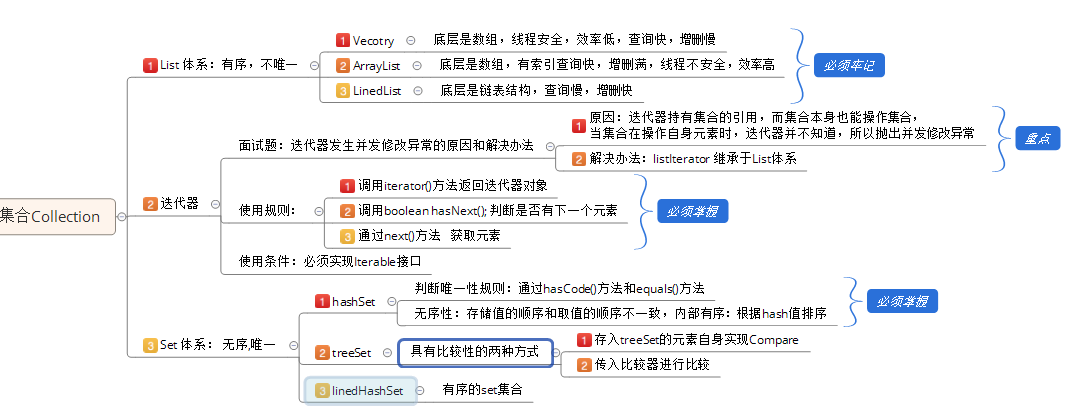 集合Collection
1 List 体系：有序，不唯一
1 Vecotry
底层是数组，线程安全，效率低，查询快，增删慢
2 ArrayList
底层是数组，有索引查询快，增删满，线程不安全，效率高
3 LinedList
底层是链表结构，查询慢，增删快
必须牢记
2 迭代器
面试题：迭代器发生并发修改异常的原因和解决办法
1 原因：迭代器持有集合的引用，而集合本身也能操作集合，
当集合在操作自身元素时，迭代器并不知道，所以抛出并发修改异常
2 解决办法：listIterator 继承于List体系
重点
使用规则：
1 调用iterator()方法返回迭代器对象
2 调用boolean hasNext(); 判断是否有下一个元素
3 通过next()方法 获取元素
必须掌握
使用条件：必须实现Iterable接口
3 Set 体系： 无序,唯一
1 hashSet
判断唯一性规则：通过hasCode()方法和equals()方法
无序性：存储值的顺序和取值的顺序不一致，内部有序：根据hash值排序
必须掌握
2 treeSet
具有比较性的两种方式
1 存入treeSet的元素自身实现Compare
2 传入比较器进行比较
3 linedHashSet
有序的set集合